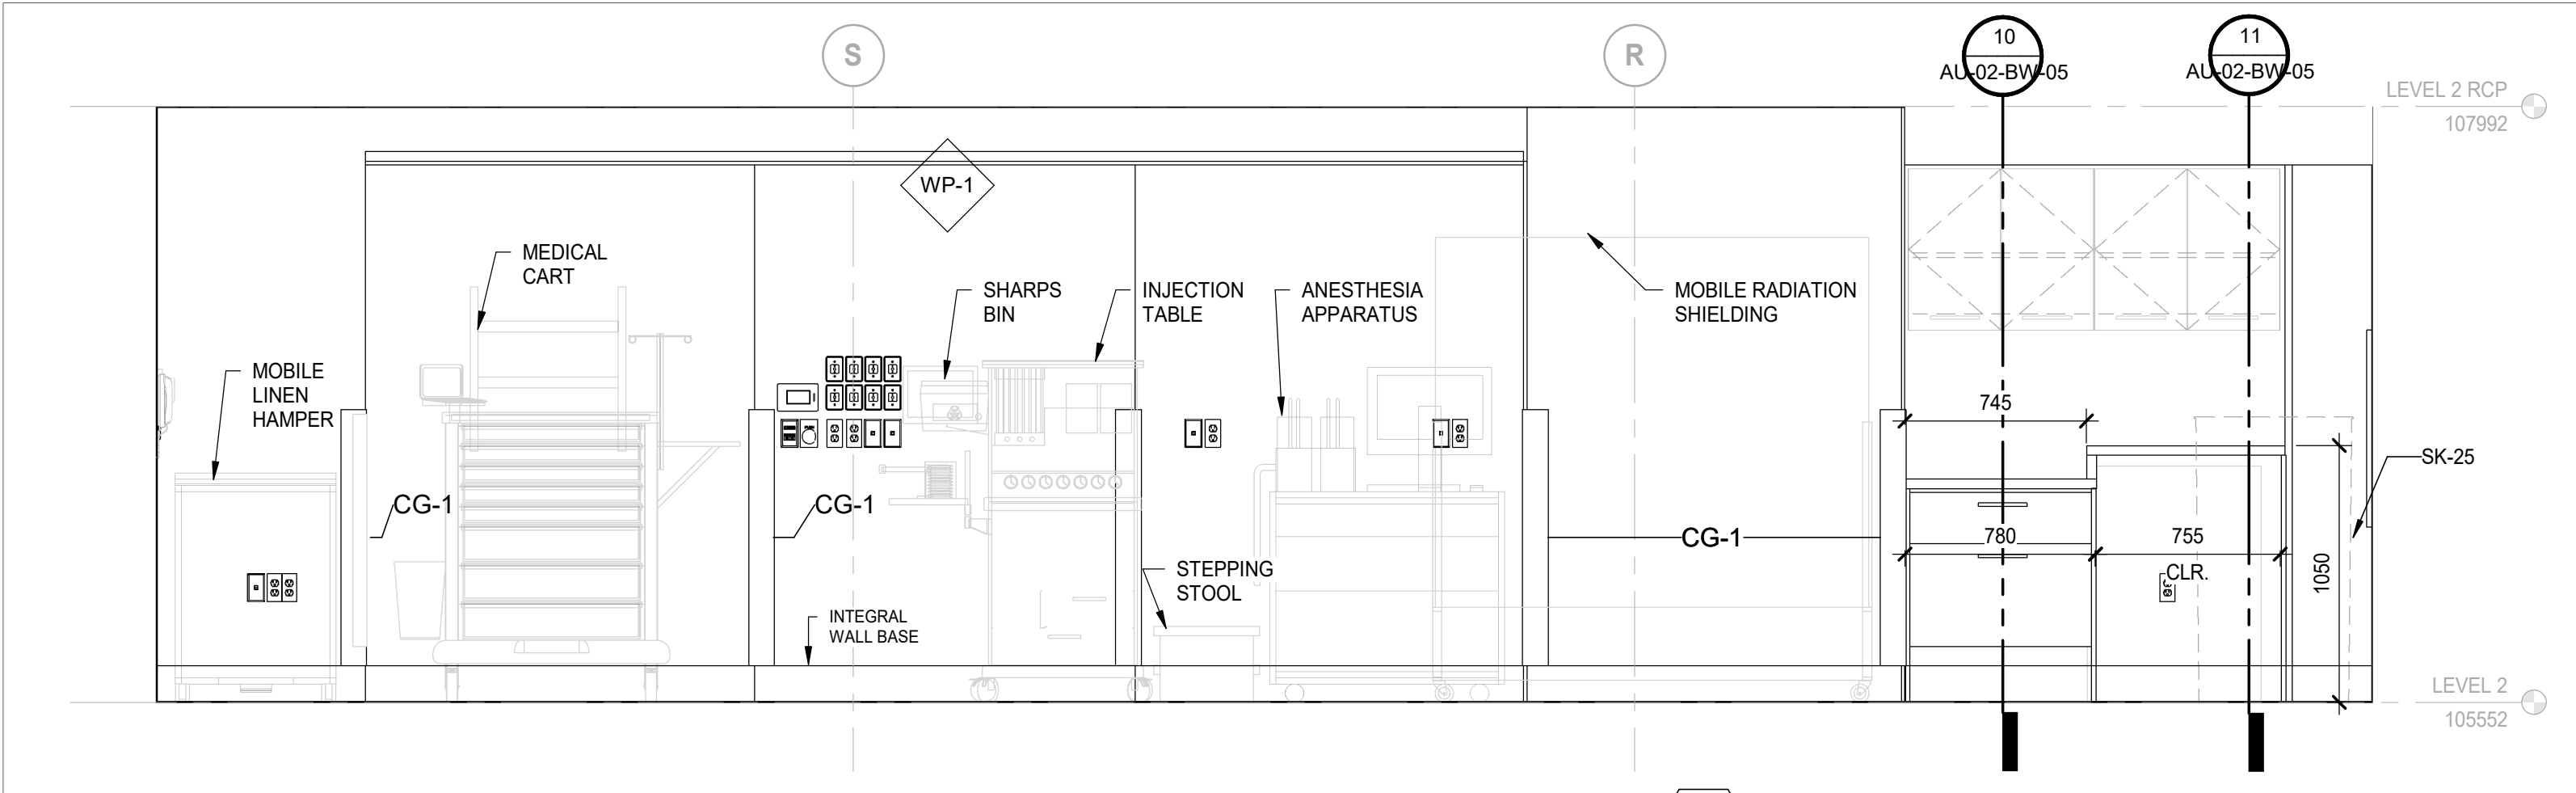 S
R
10
AU-02-BW-05
11
AU-02-BW-05
LEVEL 2 RCP
107992
WP-1
MEDICAL
CART
SHARPS
BIN
INJECTION
TABLE
ANESTHESIA
APPARATUS
MOBILE RADIATION
SHIELDING
MOBILE
LINEN
HAMPER
745
SK-25
CG-1
CG-1
CG-1
780
755
CLR.
1050
STEPPING
STOOL
INTEGRAL
WALL BASE
LEVEL 2
105552